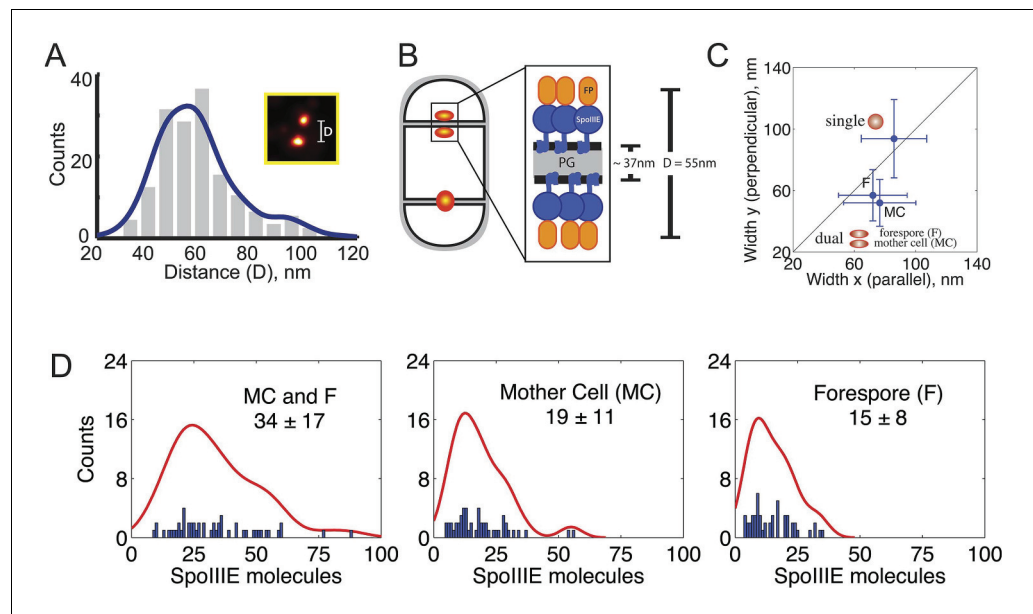 A
40
20
0
Counts
20 40 60 80 100 120
Distance (D), nm
D
B
FP
SpoIIIE
PG
~ 37nm
D = 55nm
C
140
100
60
20
Width y (perpendicular), nm
single
F
MC
dual
forespore (F)
mother cell (MC)
20 60 100 140
Width x (parallel), nm
D
24
16
8
0
Counts
MC and F
34 ± 17
0 25 50 75 100
SpoIIIE molecules
24
16
8
0
Mother Cell (MC)
19 ± 11
0 25 50 75 100
SpoIIIE molecules
24
16
8
0
Forespore (F)
15 ± 8
0 25 50 75 100
SpoIIIE molecules